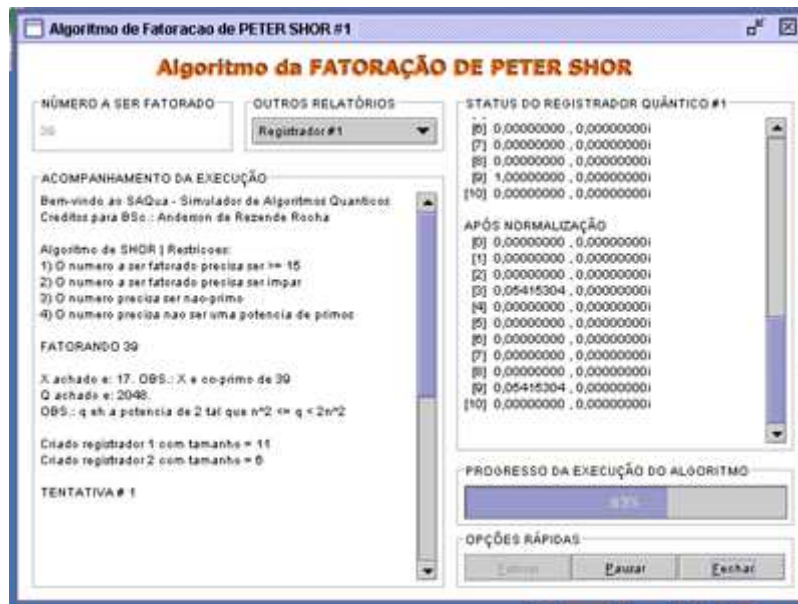 Algoritmo de Fatoracao de PETER SHOR #1
Algoritmo da FATORAÇÃO DE PETER SHOR
NÚMERO A SER FATORADO
39
OUTROS RELATÓRIOS
Registrador #1
ACOMPANHAMENTO DA EXECUÇÃO
Bem-vindo ao SAQua - Simulador de Algoritmos Quanticos
Creditos para BSc.: Anderson de Rezende Rocha
Algoritmo de SHOR | Restricoes:
1) O numero a ser fatorado precisa ser >= 15
2) O numero a ser fatorado precisa ser impar
3) O numero precisa ser nao-primo
4) O numero precisa nao ser uma potencia de primos
FATORANDO 39
X achado e: 17. OBS.: X e co-primo de 39
Q achado e: 2048.
OBS.: q eh a potencia de 2 tal que n^2 <= q < 2n^2
Criado registrador 1 com tamanho = 11
Criado registrador 2 com tamanho = 6
TENTATIVA # 1
STATUS DO REGISTRADOR QUÂNTICO #1
[6] 0,00000000 , 0,00000000i
[7] 0,00000000 , 0,00000000i
[8] 0,00000000 , 0,00000000i
[9] 1,00000000 , 0,00000000i
[10] 0,00000000 , 0,00000000i
APÓS NORMALIZAÇÃO
[0] 0,00000000 , 0,00000000i
[1] 0,00000000 , 0,00000000i
[2] 0,00000000 , 0,00000000i
[3] 0,05415304 , 0,00000000i
[4] 0,00000000 , 0,00000000i
[5] 0,00000000 , 0,00000000i
[6] 0,00000000 , 0,00000000i
[7] 0,00000000 , 0,00000000i
[8] 0,00000000 , 0,00000000i
[9] 0,05415304 , 0,00000000i
[10] 0,00000000 , 0,00000000i
PROGRESSO DA EXECUÇÃO DO ALGORITMO
63%
OPÇÕES RÁPIDAS
Pausar
Fechar